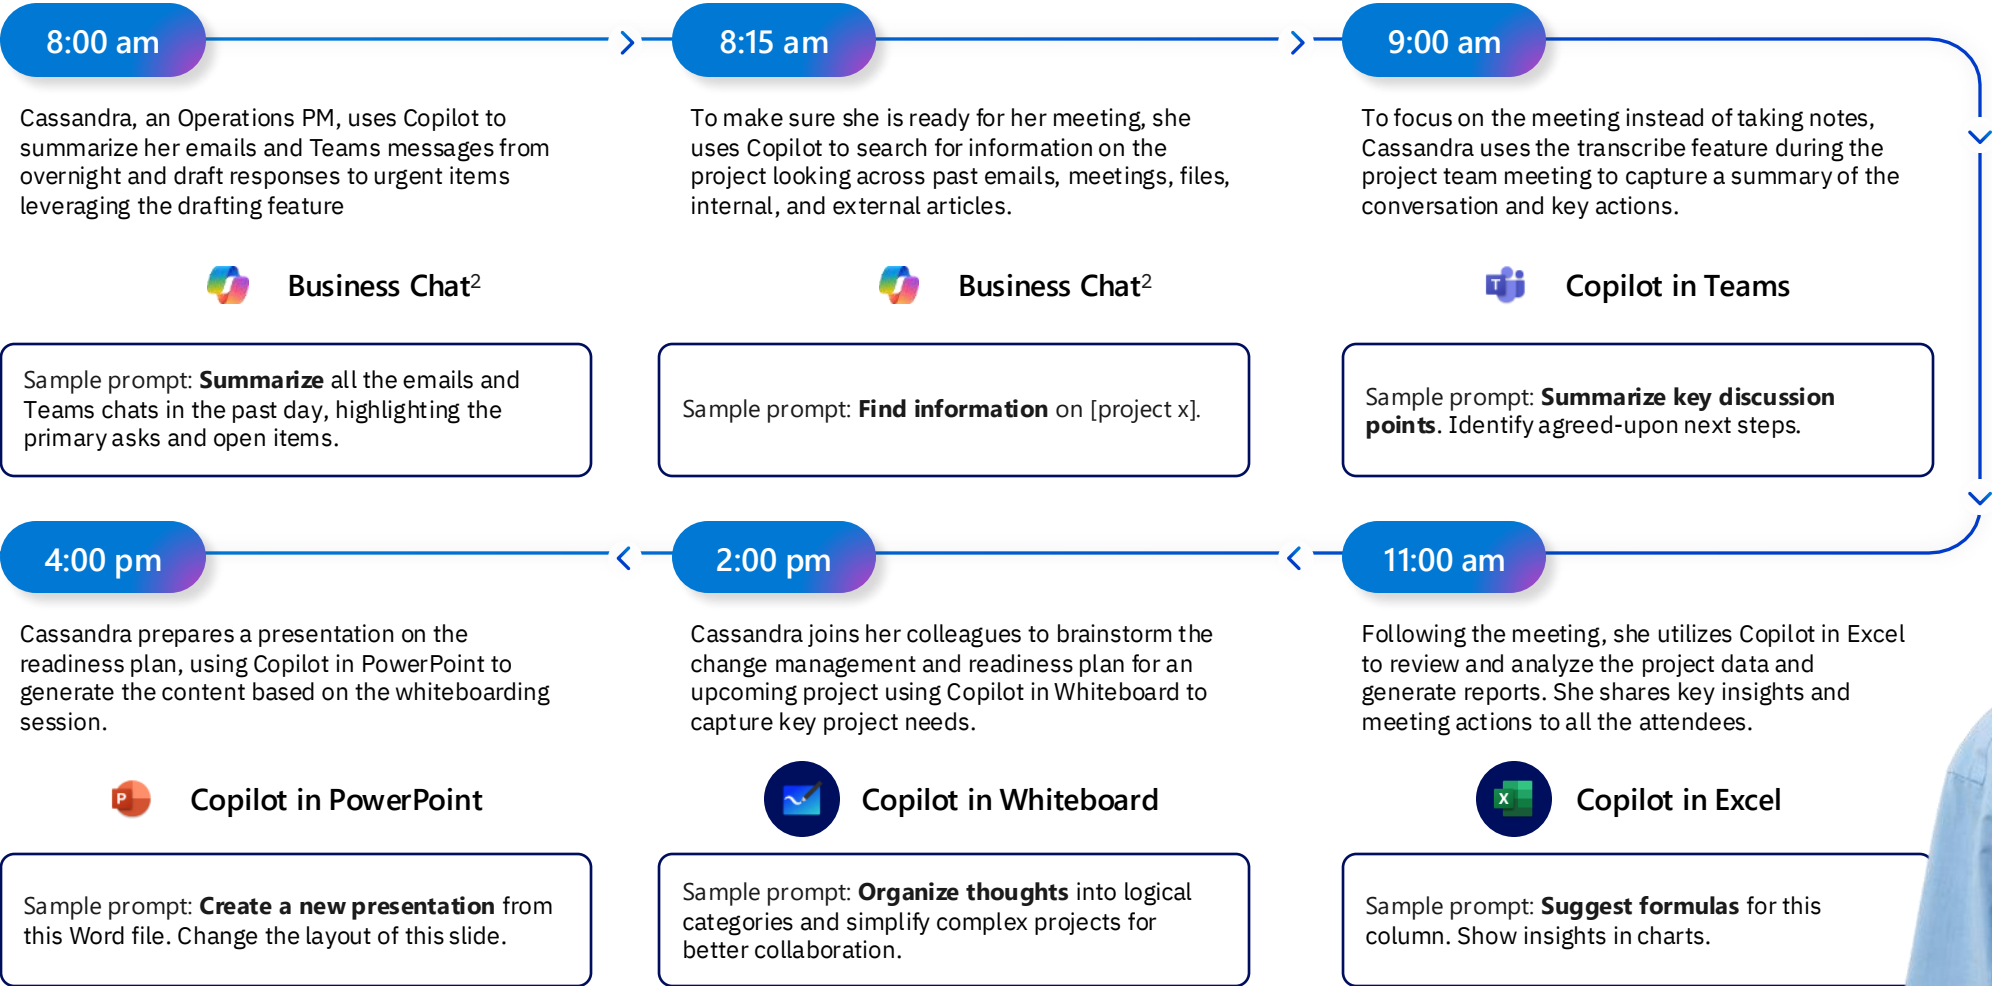 8:00 am
Cassandra, an Operations PM, uses Copilot to
summarize her emails and Teams messages from
overnight and draft responses to urgent items
leveraging the drafting feature
Business Chat²
Sample prompt: Summarize all the emails and
Teams chats in the past day, highlighting the
primary asks and open items.
8:15 am
To make sure she is ready for her meeting, she
uses Copilot to search for information on the
project looking across past emails, meetings, files,
internal, and external articles.
Business Chat²
Sample prompt: Find information on [project x].
9:00 am
To focus on the meeting instead of taking notes,
Cassandra uses the transcribe feature during the
project team meeting to capture a summary of the
conversation and key actions.
T
Copilot in Teams
Sample prompt: Summarize key discussion
points. Identify agreed-upon next steps.
11:00 am
Following the meeting, she utilizes Copilot in Excel
to review and analyze the project data and
generate reports. She shares key insights and
meeting actions to all the attendees.
X
Copilot in Excel
Sample prompt: Suggest formulas for this
column. Show insights in charts.
2:00 pm
Cassandra joins her colleagues to brainstorm the
change management and readiness plan for an
upcoming project using Copilot in Whiteboard to
capture key project needs.
Copilot in Whiteboard
Sample prompt: Organize thoughts into logical
categories and simplify complex projects for
better collaboration.
4:00 pm
Cassandra prepares a presentation on the
readiness plan, using Copilot in PowerPoint to
generate the content based on the whiteboarding
session.
P
Copilot in PowerPoint
Sample prompt: Create a new presentation from
this Word file. Change the layout of this slide.